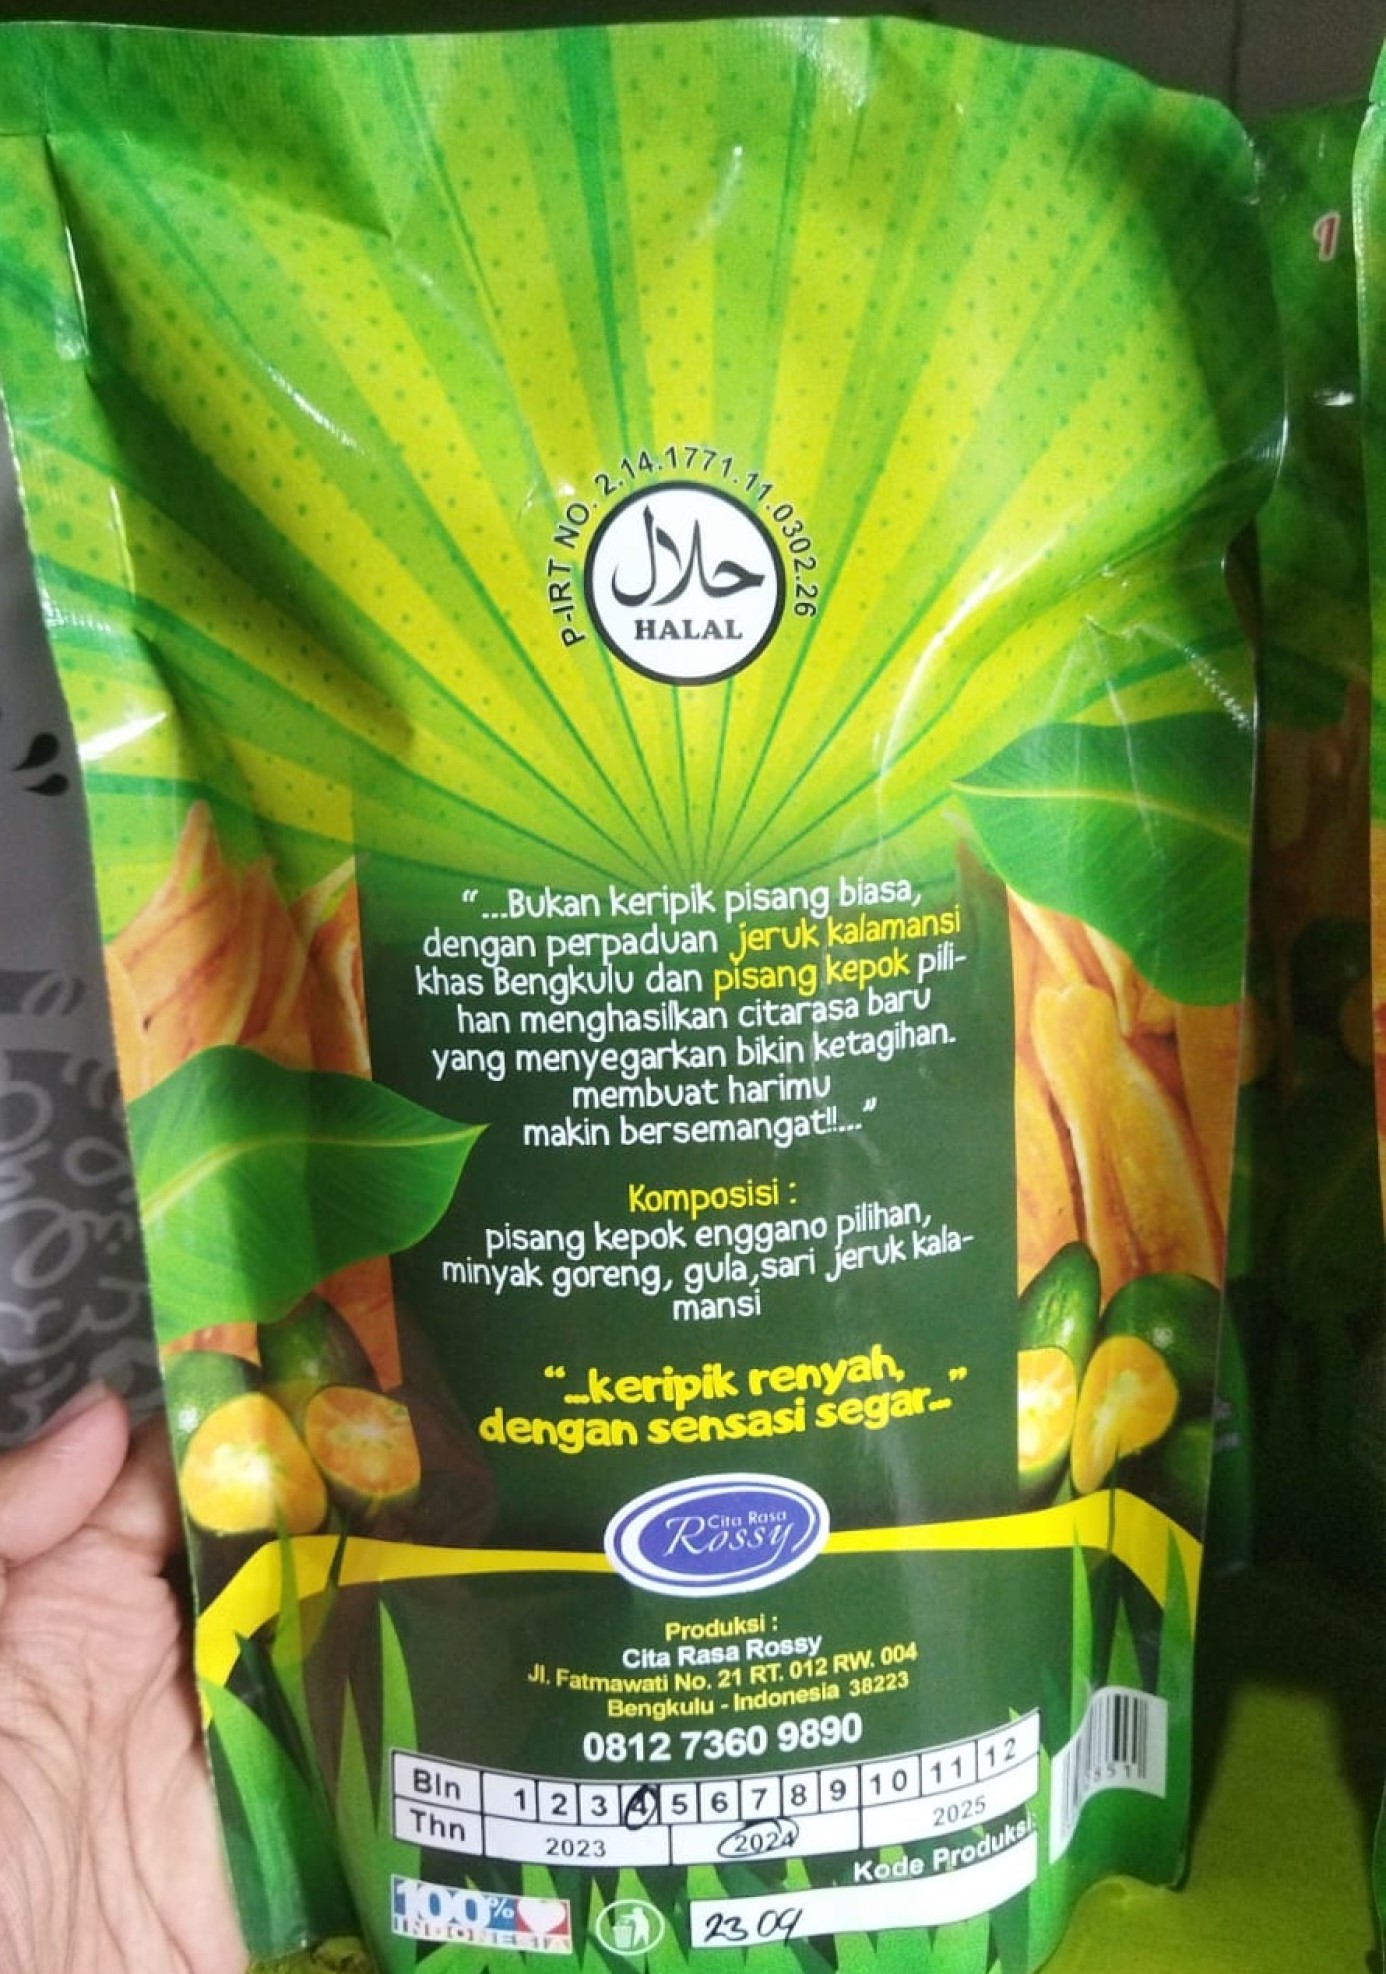 P-IRT NO. 2.14.1771.11.0302.26
حلال
HALAL
“...Bukan keripik pisang biasa,
dengan perpaduan jeruk kalamansi
khas Bengkulu dan pisang kepok pili-
han menghasilkan citarasa baru
yang menyegarkan bikin ketagihan.
membuat harimu
makin bersemangat!!...”
Komposisi :
pisang kepok enggano pilihan,
minyak goreng, gula,sari jeruk kala-
mansi
“...keripik renyah,
dengan sensasi segar...”
Cita Rasa
Rossy
Produksi :
Cita Rasa Rossy
Jl. Fatmawati No. 21 RT. 012 RW. 004
Bengkulu - Indonesia 38223
0812 7360 9890
Bln 1 2 3 4 5 6 7 8 9 10 11 12
Thn 2023 2024 2025
Kode Produksi:
100%
INDONESIA
2309